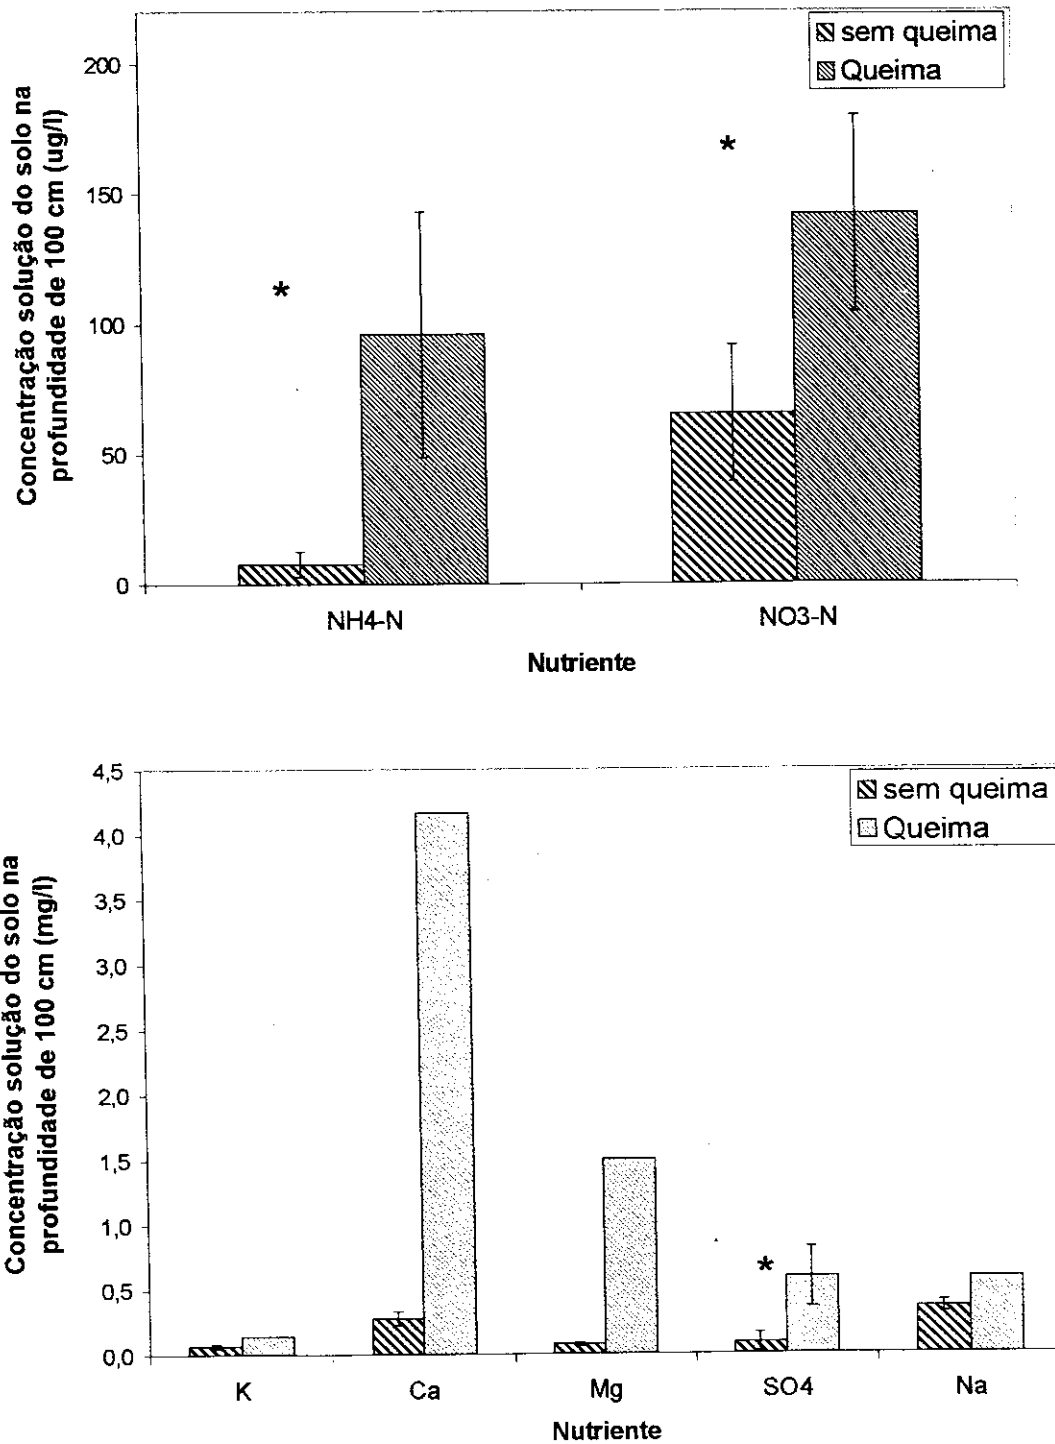 Concentração solução do solo na
profundidade de 100 cm (ug/l)
200
150
100
50
0
sem queima
Queima
*
*
NH4-N
NO3-N
Nutriente
Concentração solução do solo na
profundidade de 100 cm (mg/l)
4,5
4,0
3,5
3,0
2,5
2,0
1,5
1,0
0,5
0,0
sem queima
Queima
*
K
Ca
Mg
SO4
Na
Nutriente